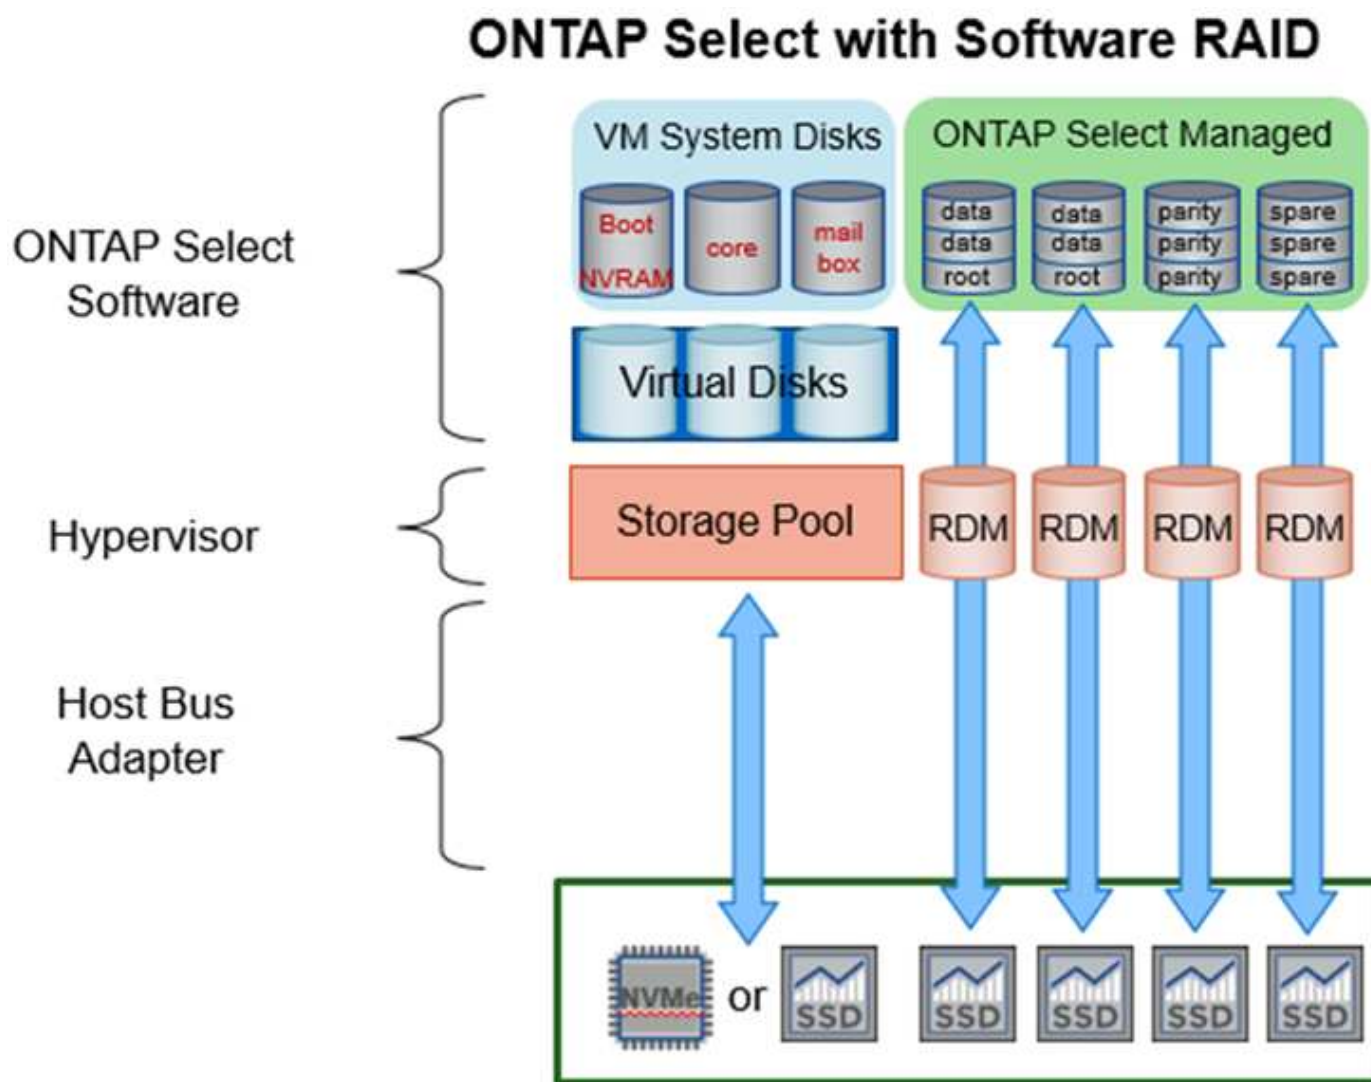 ONTAP Select with Software RAID
ONTAP Select
Software
VM System Disks
Boot
NVRAM
core
mail
box
ONTAP Select Managed
data
data
root
data
data
root
parity
parity
parity
spare
spare
spare
Virtual Disks
Hypervisor
Storage Pool
RDM
RDM
RDM
RDM
Host Bus
Adapter
NVMe
or
SSD
SSD
SSD
SSD
SSD